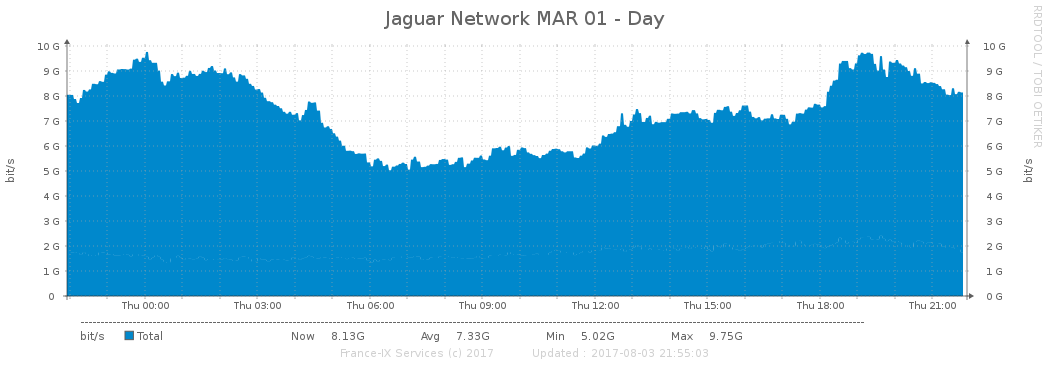 Jaguar Network MAR 01 - Day
RRDTOOL / TOBI OETIKER
bit/s
10 G 10 G
9 G 9 G
8 G 8 G
7 G 7 G
6 G 6 G
5 G 5 G
4 G 4 G
3 G 3 G
2 G 2 G
1 G 1 G
0 0 G
bit/s
Thu 00:00 Thu 03:00 Thu 06:00 Thu 09:00 Thu 12:00 Thu 15:00 Thu 18:00 Thu 21:00
bit/s Total Now 8.13G Avg 7.33G Min 5.02G Max 9.75G
France-IX Services (c) 2017 Updated : 2017-08-03 21:55:03